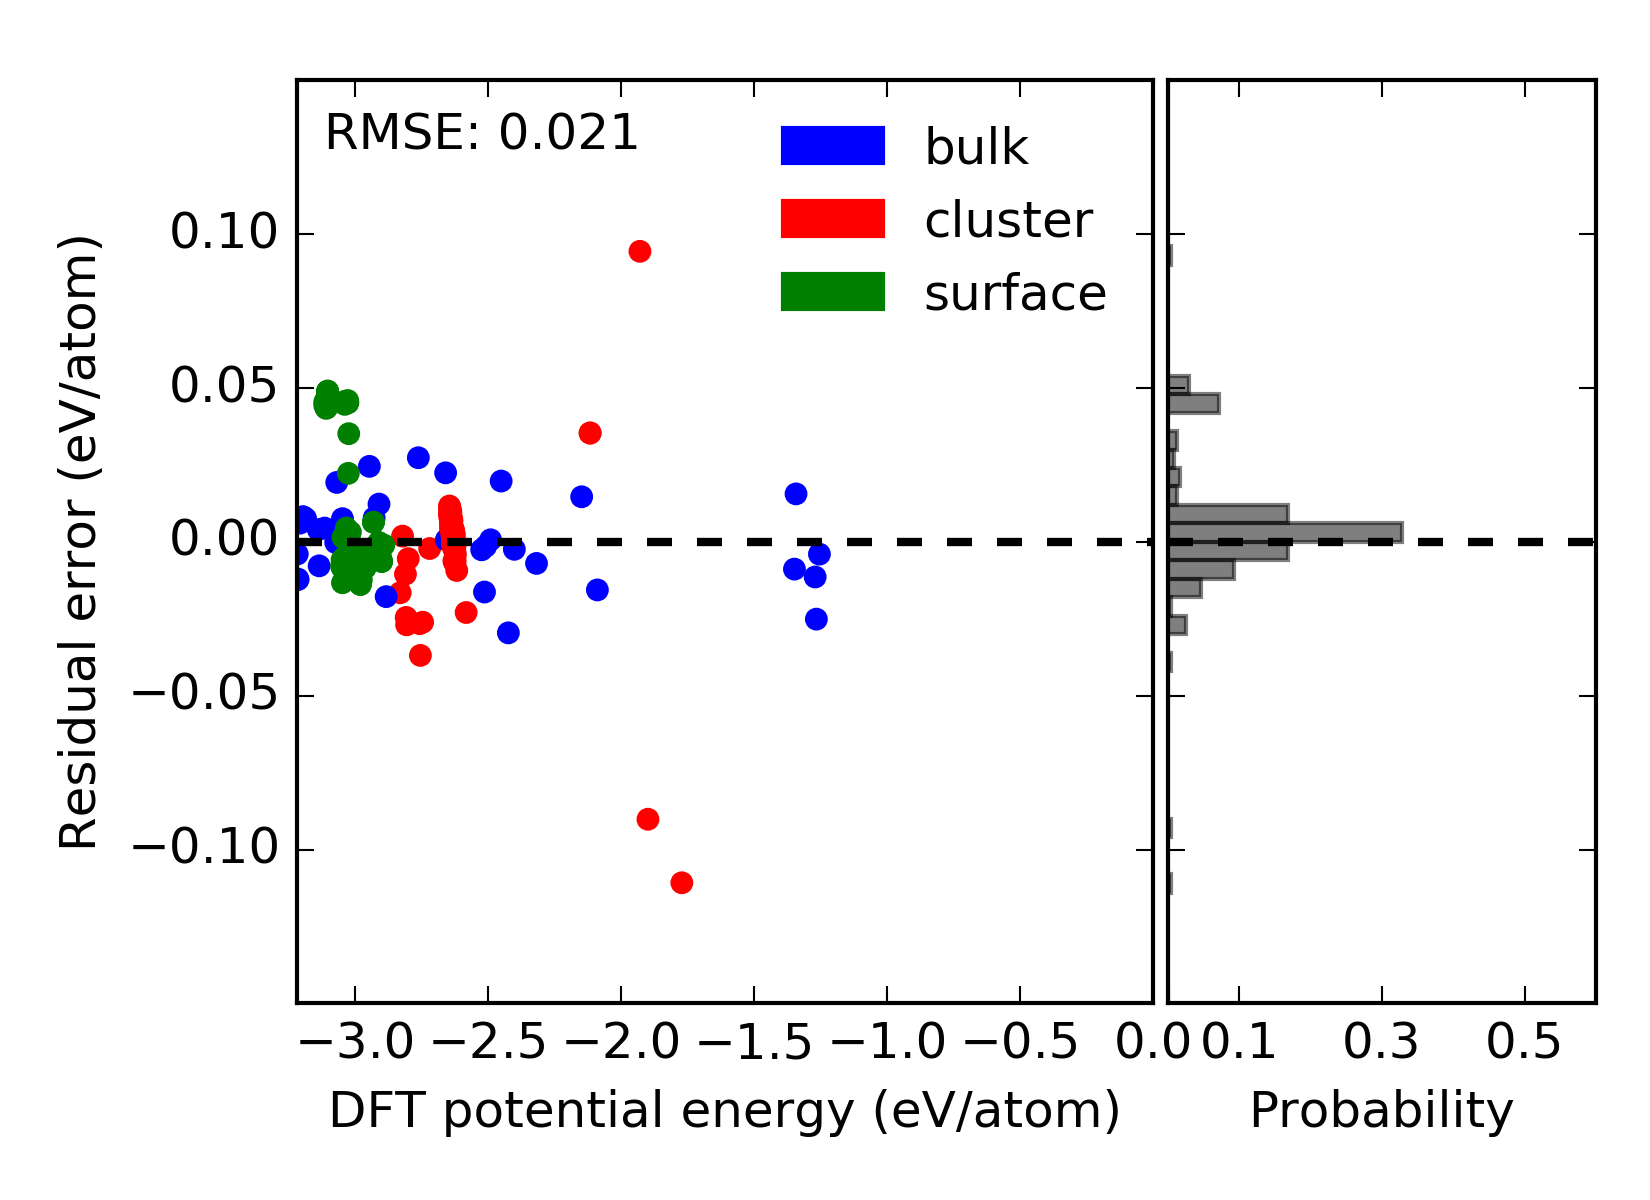 RMSE: 0.021
bulk
cluster
surface
0.10
0.05
0.00
−0.05
−0.10
Residual error (eV/atom)
−3.0 −2.5 −2.0 −1.5 −1.0 −0.5 0.0 0.1 0.3 0.5
DFT potential energy (eV/atom) Probability